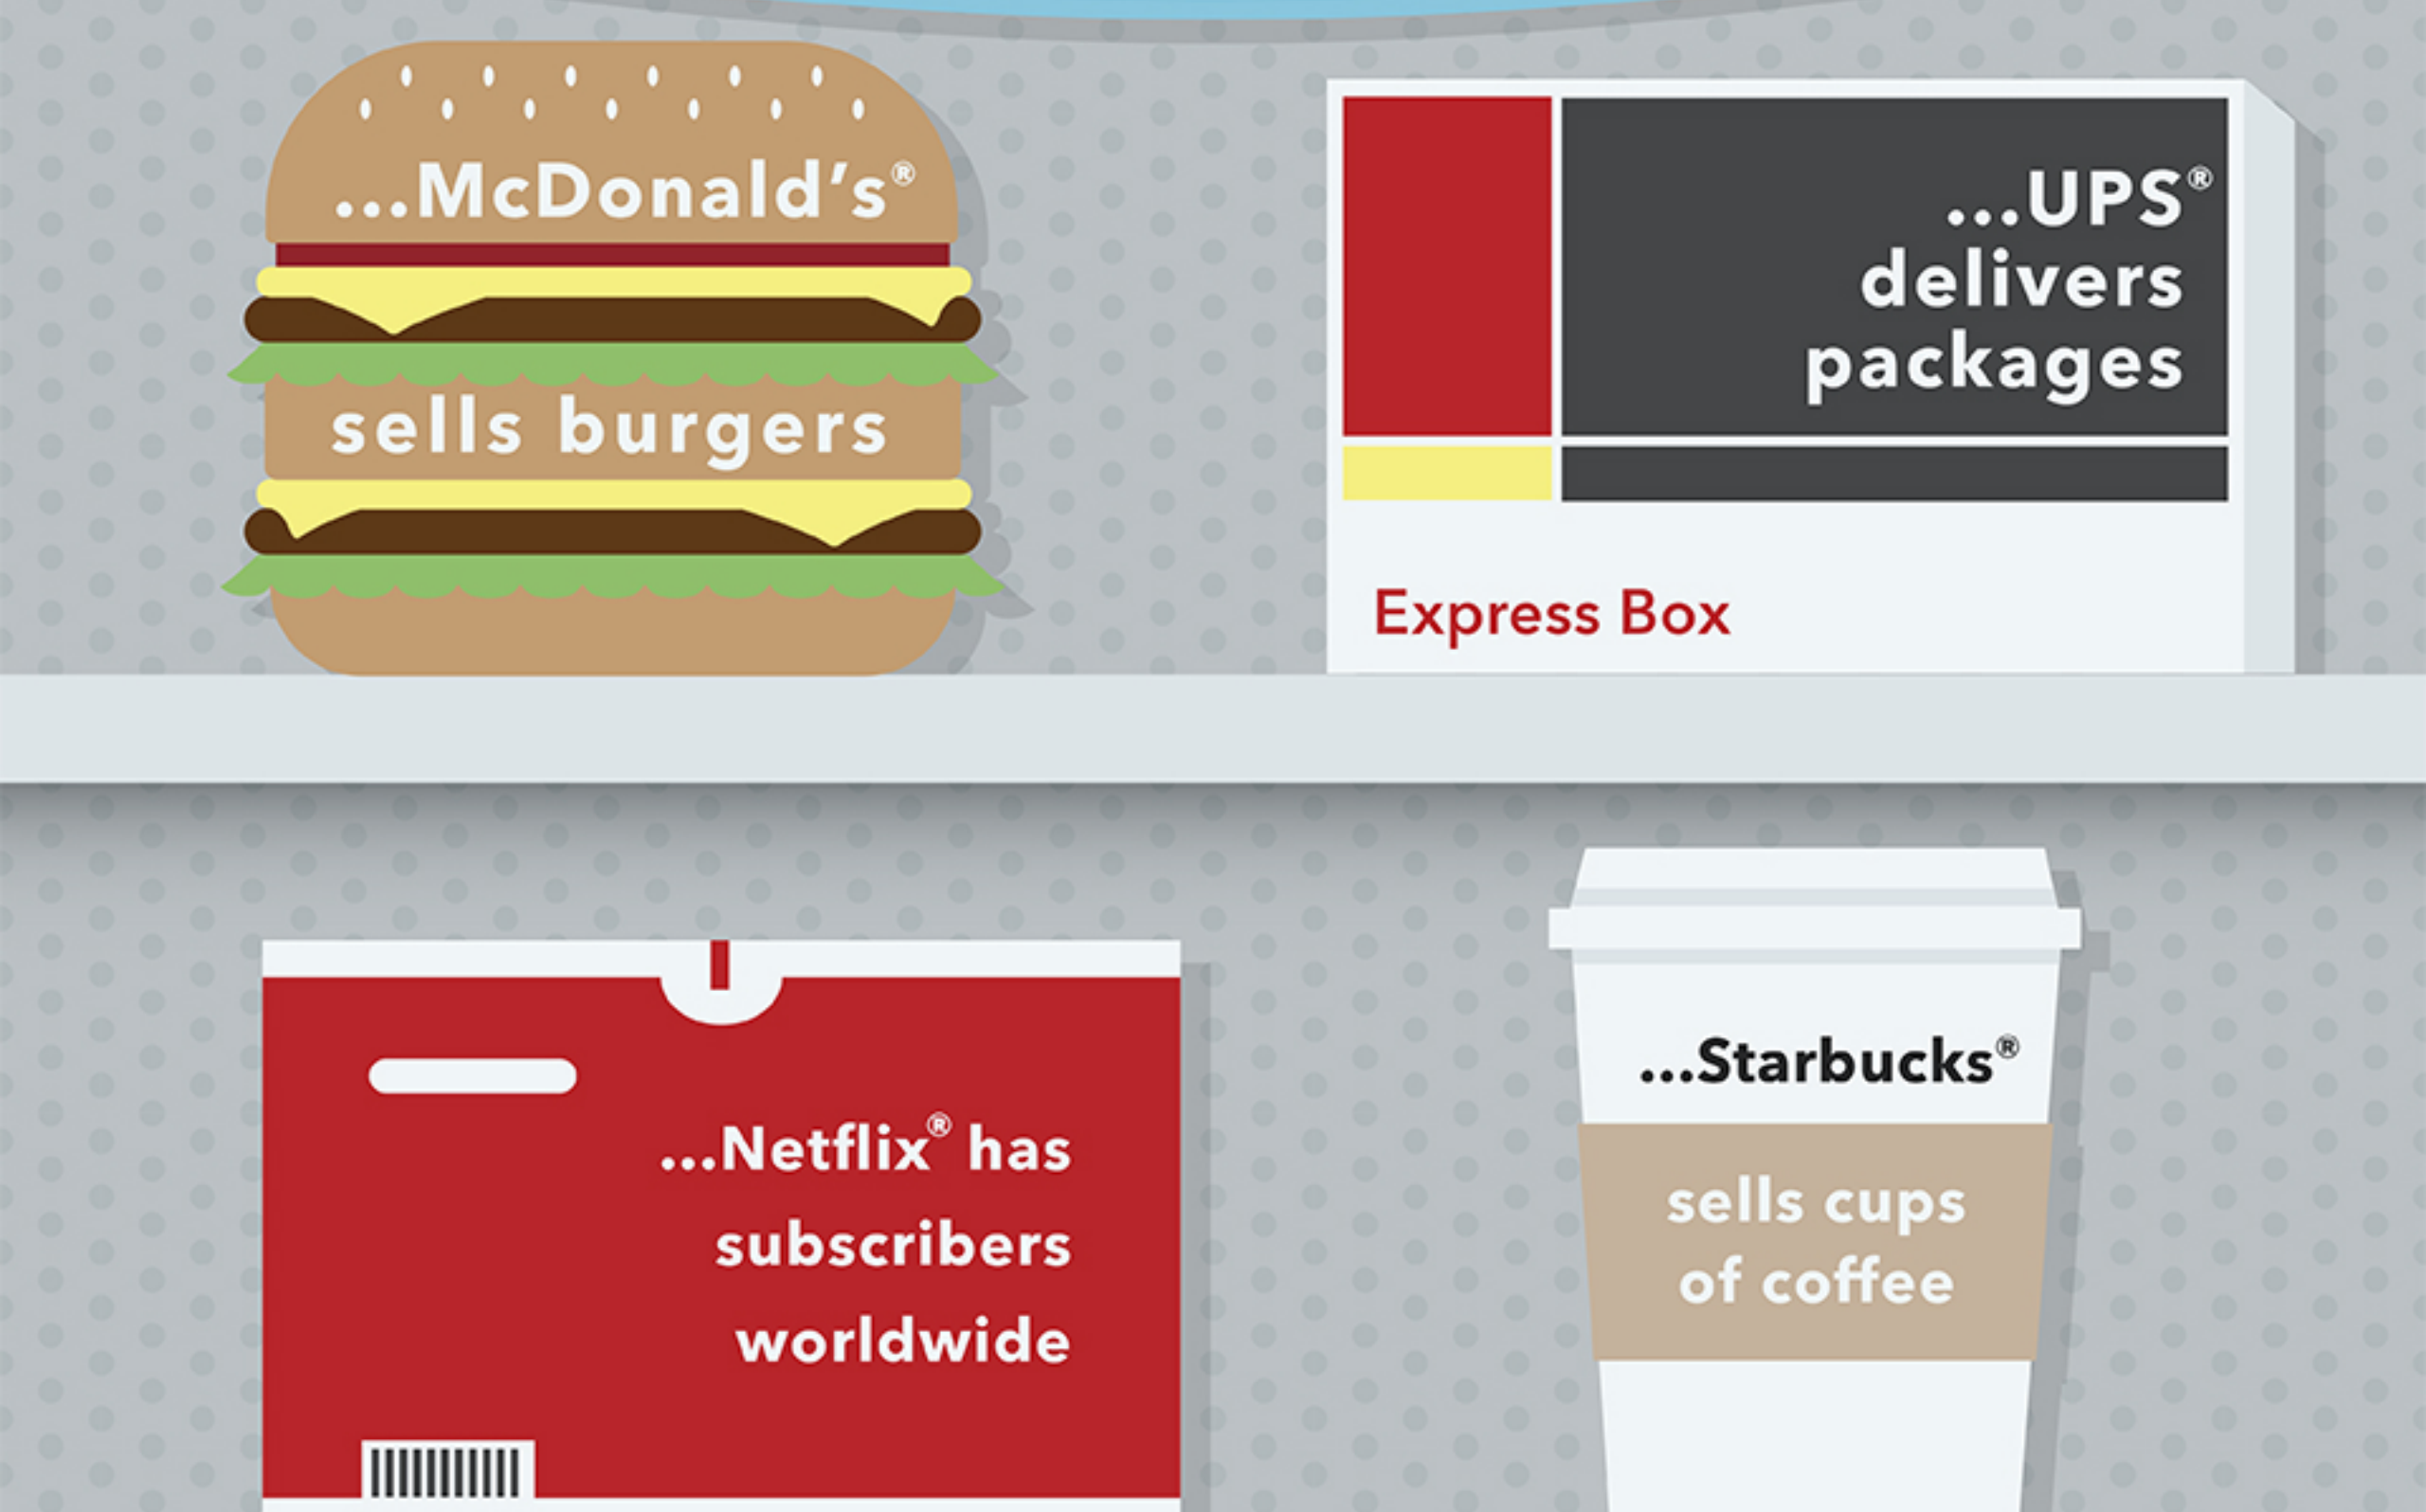 ...McDonald’s®
sells burgers
...UPS®
delivers
packages
Express Box
...Netflix® has
subscribers
worldwide
...Starbucks®
sells cups
of coffee